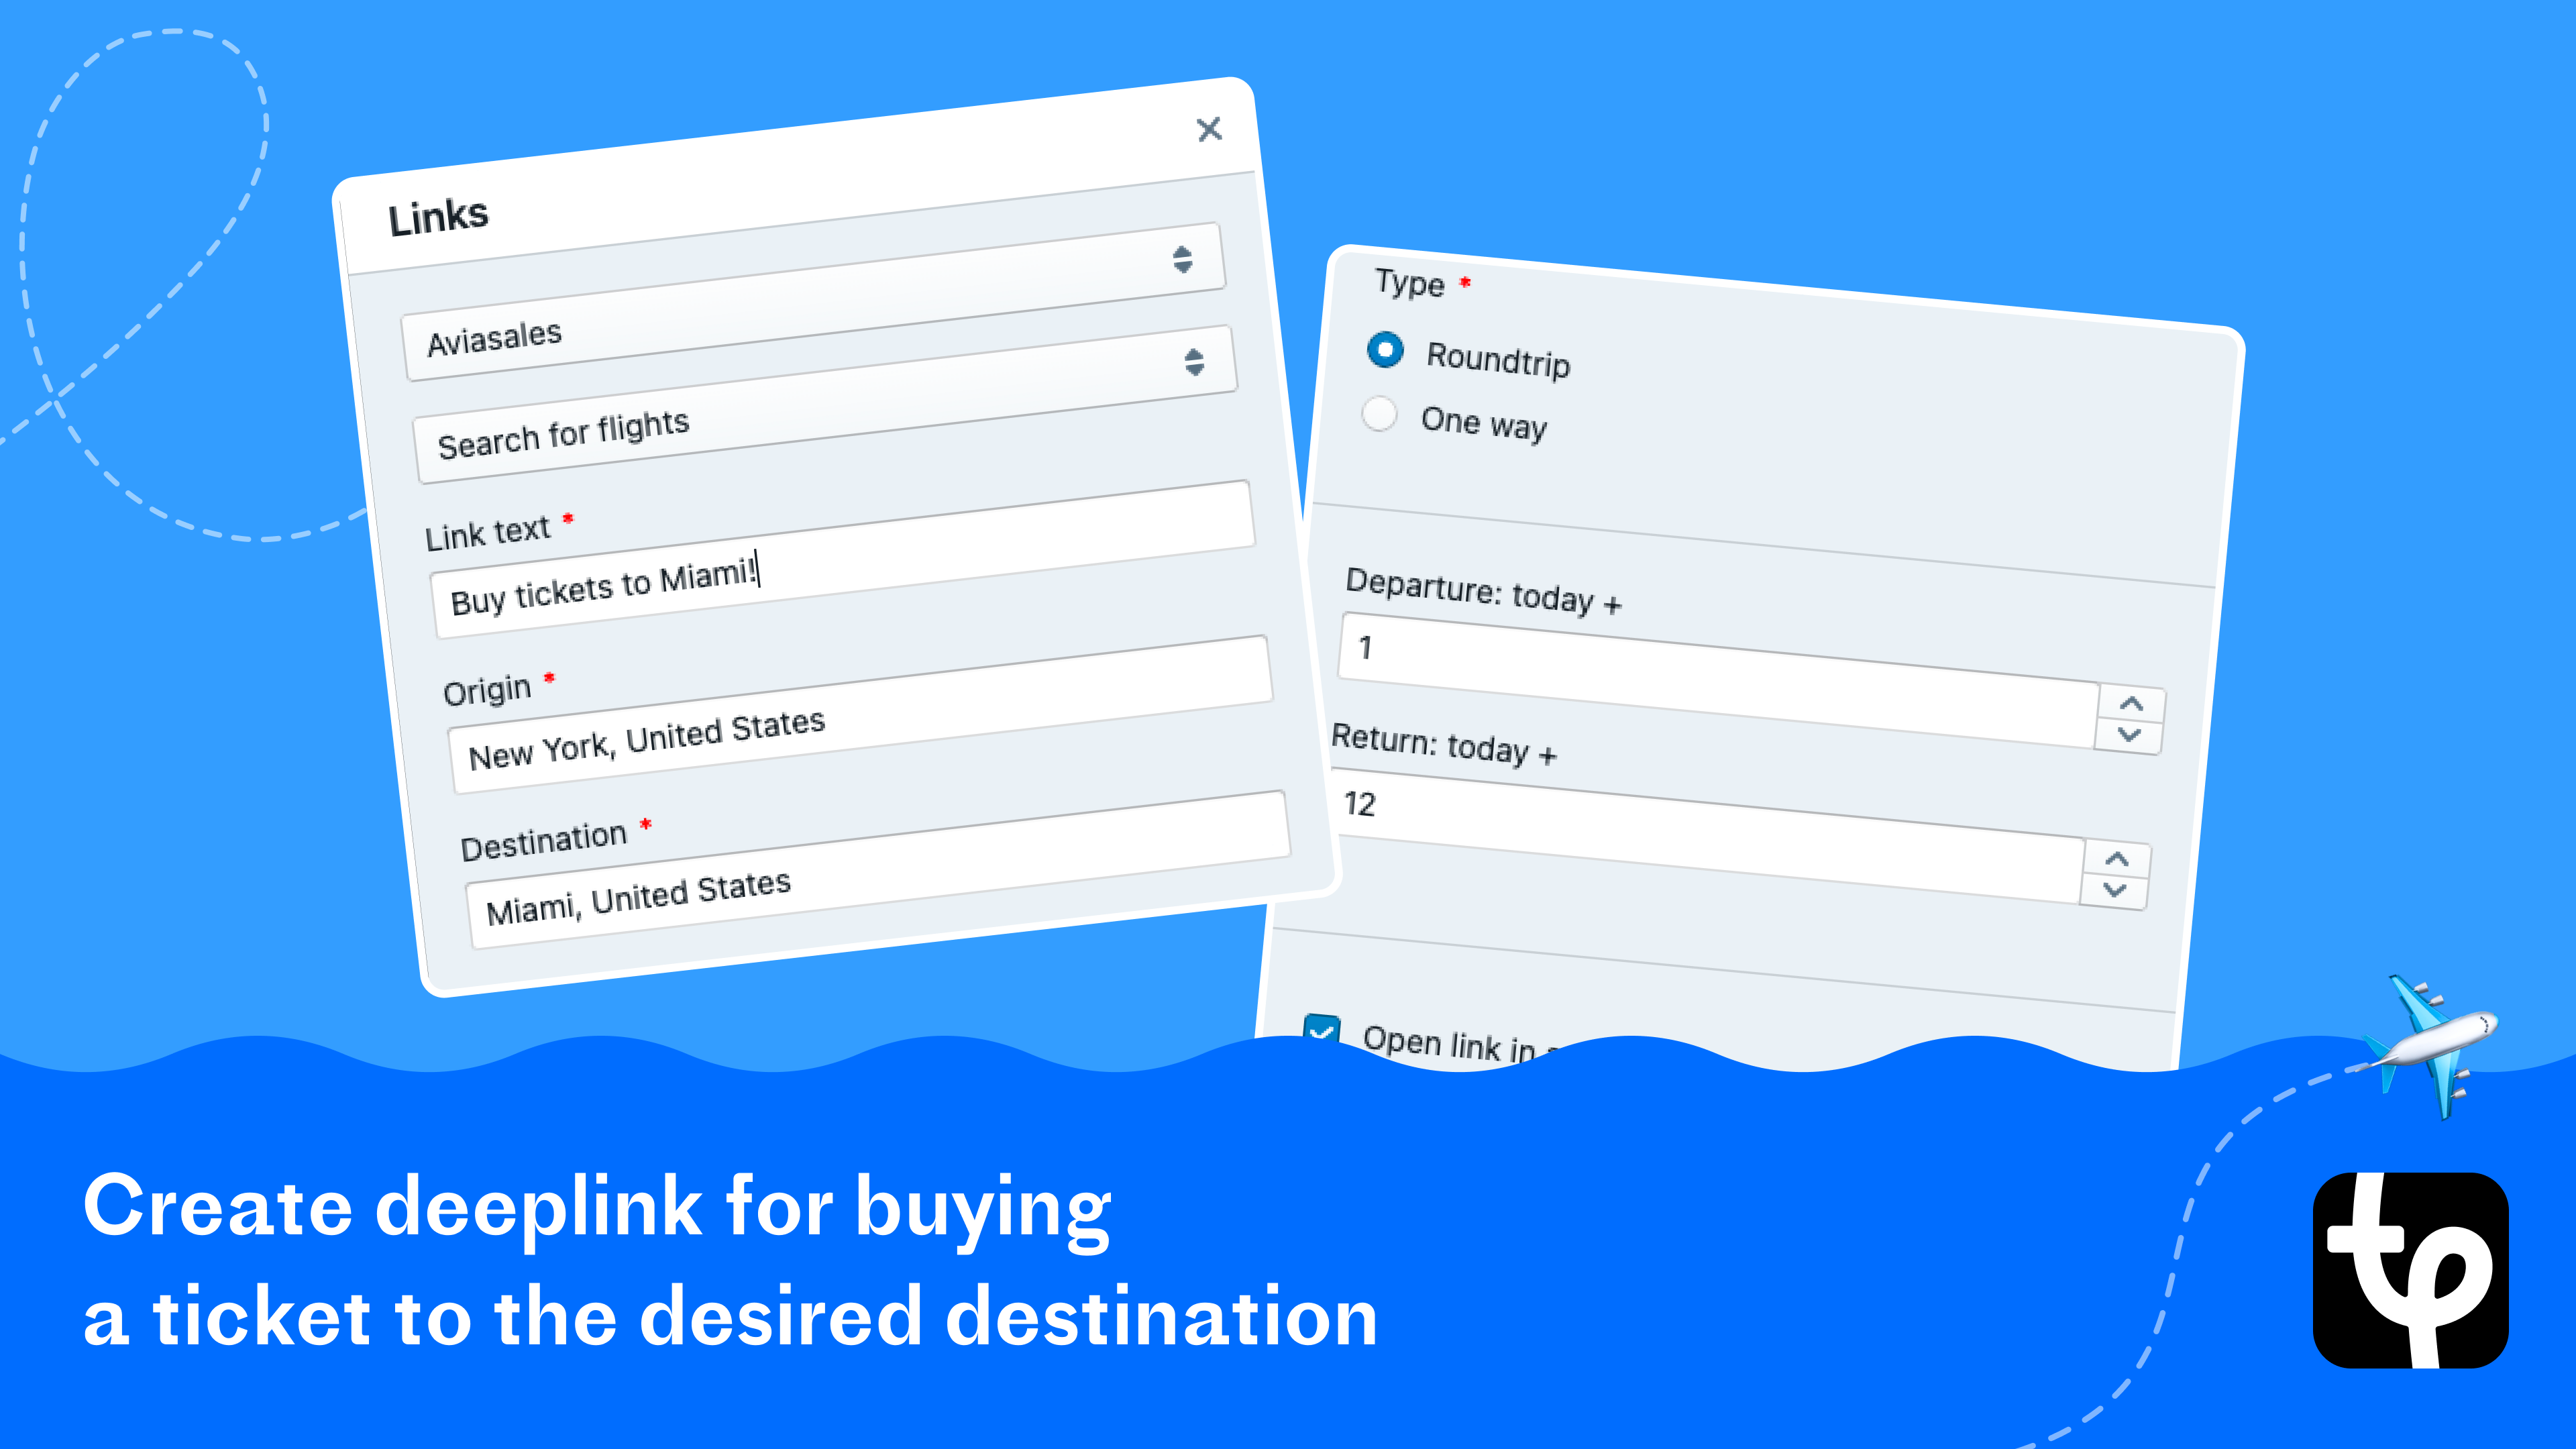 Links
Aviasales
Search for flights
Link text *
Buy tickets to Miami!
Origin *
New York, United States
Destination *
Miami, United States
Type *
Roundtrip
One way
Departure: today +
1
Return: today +
12
Open link in
Create deeplink for buying
a ticket to the desired destination
tp